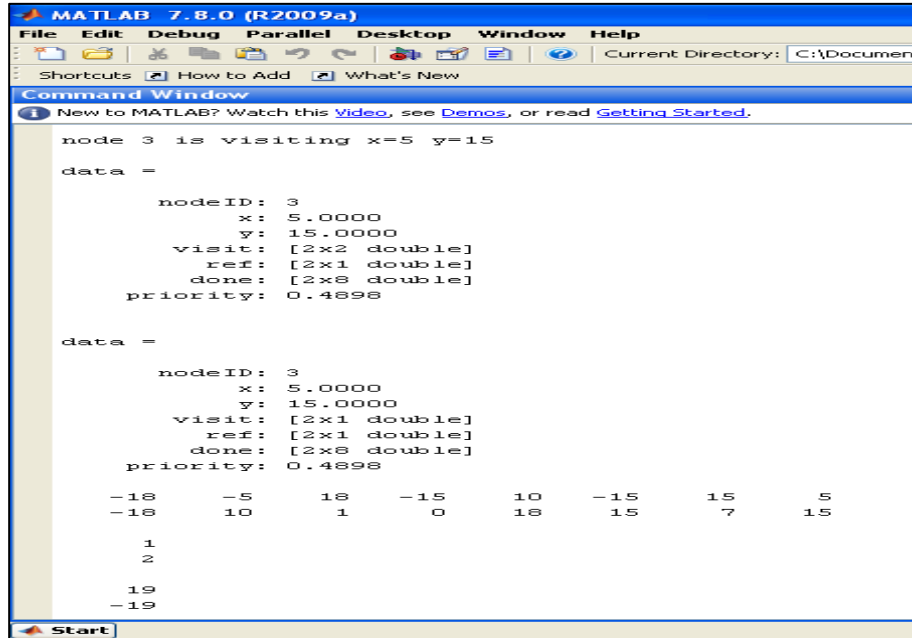 MATLAB 7.8.0 (R2009a)
File Edit Debug Parallel Desktop Window Help
Current Directory: C:\Documen
Shortcuts How to Add What's New
Command Window
New to MATLAB? Watch this Video, see Demos, or read Getting Started.
node 3 is visiting x=5 y=15
data =
nodeID: 3
x: 5.0000
y: 15.0000
visit: [2x2 double]
ref: [2x1 double]
done: [2x8 double]
priority: 0.4898
data =
nodeID: 3
x: 5.0000
y: 15.0000
visit: [2x1 double]
ref: [2x1 double]
done: [2x8 double]
priority: 0.4898
-18 -5 18 -15 10 -15 15 5
-18 10 1 0 18 15 7 15
1
2
19
-19
Start